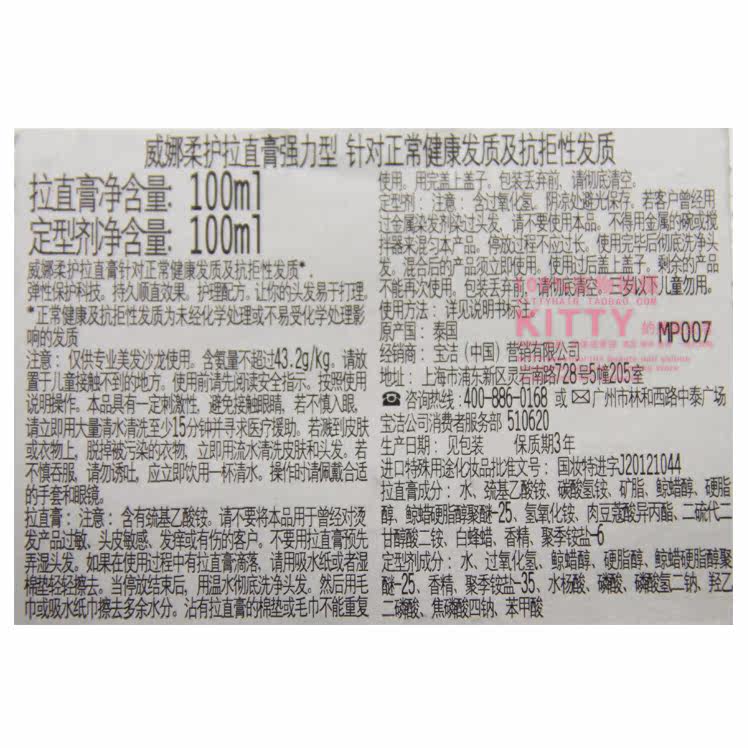 威娜柔护拉直膏强力型 针对正常健康发质及抗拒性发质
拉直膏净含量: 100ml
定型剂净含量: 100ml
威娜柔护拉直膏针对正常健康发质及抗拒性发质*.
弹性保护科技。持久顺直效果。护理配方。让你的头发易于打理。
*正常健康及抗拒性发质为未经化学处理或不易受化学处理影
响的发质
注意: 仅供专业美发沙龙使用。含氨量不超过43.2g/kg。请放
置于儿童接触不到的地方。使用前请先阅读安全指示。按照使用
说明操作。本品具有一定刺激性, 避免接触眼睛, 若不慎入眼,
请立即用大量清水清洗至少15分钟并寻求医疗援助。若溅到皮肤
或衣物上, 脱掉被污染的衣物, 立即用流水清洗皮肤和头发。若
不慎吞服, 请勿诱吐, 应立即饮用一杯清水。操作时请佩戴合适
的手套和眼镜。
拉直膏: 注意: 含有巯基乙酸铵。请不要将本品用于曾经对烫
发产品过敏、头皮敏感、发痒或有伤的客户。不要用拉直膏预先
弄湿头发。如果在使用过程中有拉直膏滴落, 请用吸水纸或者湿
棉垫轻轻擦去。当停放结束后, 用温水彻底洗净头发。然后用毛
巾或吸水纸巾擦去多余水分。沾有拉直膏的棉垫或毛巾不能重复
使用。用完盖上盖子。包装丢弃前, 请彻底清空。
定型剂: 注意: 含过氧化氢。阴凉处避光保存。若客户曾经用
过金属染发剂染过头发, 请不要使用本品。不得用金属的碗或搅
拌器来混匀本产品。停放过程不应过长。使用完毕后彻底洗净头
发。混合后的产品须立即使用。使用过后盖上盖子。剩余的产品
不能再次使用。包装丢弃前, 请彻底清空。三岁以下儿童勿用。
使用方法: 详见说明书标注
KITTYHAIR.TAOBAO.COM
KITTY
原产国: 泰国
MP007
经销商: 宝洁(中国)营销有限公司
地址: 上海市浦东新区灵岩南路728号5幢205室
咨询热线:400-886-0168 或 广州市林和西路中泰广场
宝洁公司消费者服务部 510620
生产日期: 见包装 保质期3年
进口特殊用途化妆品批准文号: 国妆特进字J20121044
拉直膏成分: 水、巯基乙酸铵、碳酸氢铵、矿脂、鲸蜡醇、硬脂
醇、鲸蜡硬脂醇聚醚-25、氢氧化铵、肉豆蔻酸异丙酯、二硫代二
甘醇酸二铵、白蜂蜡、香精、聚季铵盐-6
定型剂成分: 水、过氧化氢、鲸蜡醇、硬脂醇、鲸蜡硬脂醇聚
醚-25、香精、聚季铵盐-35、水杨酸、磷酸、磷酸氢二钠、羟乙
二磷酸、焦磷酸四钠、苯甲酸